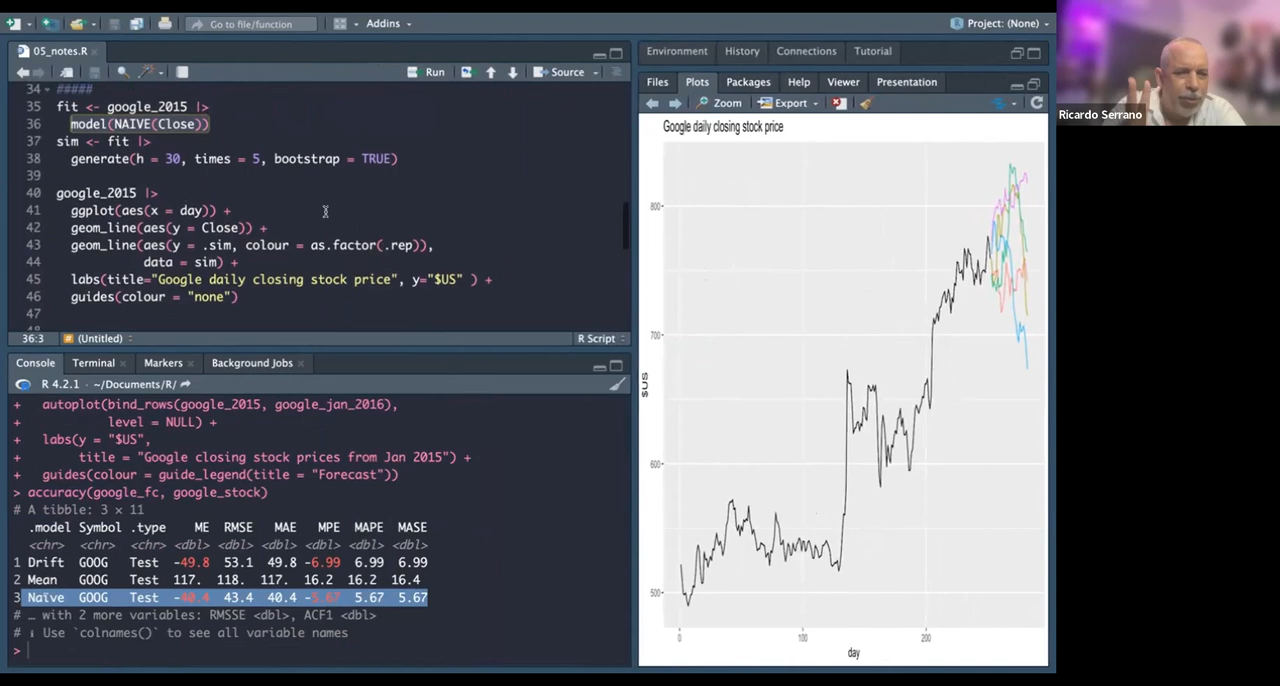 Go to file/function
Addins
Project: (None)
05_notes.R
Run
Source
34 #####
35 fit <- google_2015 |>
36 model(NAIVE(Close))
37 sim <- fit |>
38 generate(h = 30, times = 5, bootstrap = TRUE)
39
40 google_2015 |>
41 ggplot(aes(x = day)) +
42 geom_line(aes(y = Close)) +
43 geom_line(aes(y = .sim, colour = as.factor(.rep)),
44 data = sim) +
45 labs(title="Google daily closing stock price", y="$US" ) +
46 guides(colour = "none")
47
48
36:3 (Untitled) R Script
Console Terminal Markers Background Jobs
R 4.2.1 · ~/Documents/R/
+ autoplot(bind_rows(google_2015, google_jan_2016),
+ level = NULL) +
+ labs(y = "$US",
+ title = "Google closing stock prices from Jan 2015") +
+ guides(colour = guide_legend(title = "Forecast"))
> accuracy(google_fc, google_stock)
# A tibble: 3 × 11
.model Symbol .type ME RMSE MAE MPE MAPE MASE
<chr> <chr> <chr> <dbl> <dbl> <dbl> <dbl> <dbl> <dbl>
1 Drift GOOG Test -49.8 53.1 49.8 -6.99 6.99 6.99
2 Mean GOOG Test 117. 118. 117. 16.2 16.2 16.4
3 Naïve GOOG Test -40.4 43.4 40.4 -5.67 5.67 5.67
# … with 2 more variables: RMSSE <dbl>, ACF1 <dbl>
# ℹ Use `colnames()` to see all variable names
>
Environment History Connections Tutorial
Files Plots Packages Help Viewer Presentation
Zoom Export
Google daily closing stock price
800
700
600
500
$US
0 100 200
day
Ricardo Serrano